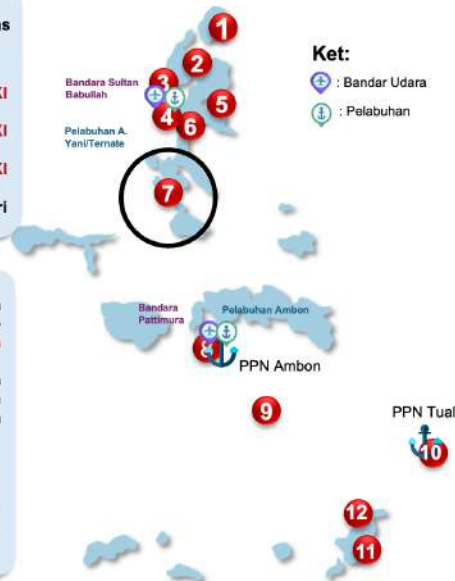 1
2
Ket:
: Bandar Udara
: Pelabuhan
Bandara Sultan
Babullah
3
4
5
6
Pelabuhan A.
Yani/Ternate
7
Bandara
Pattimura
Pelabuhan Ambon
8
PPN Ambon
9
PPN Tual
10
12
11